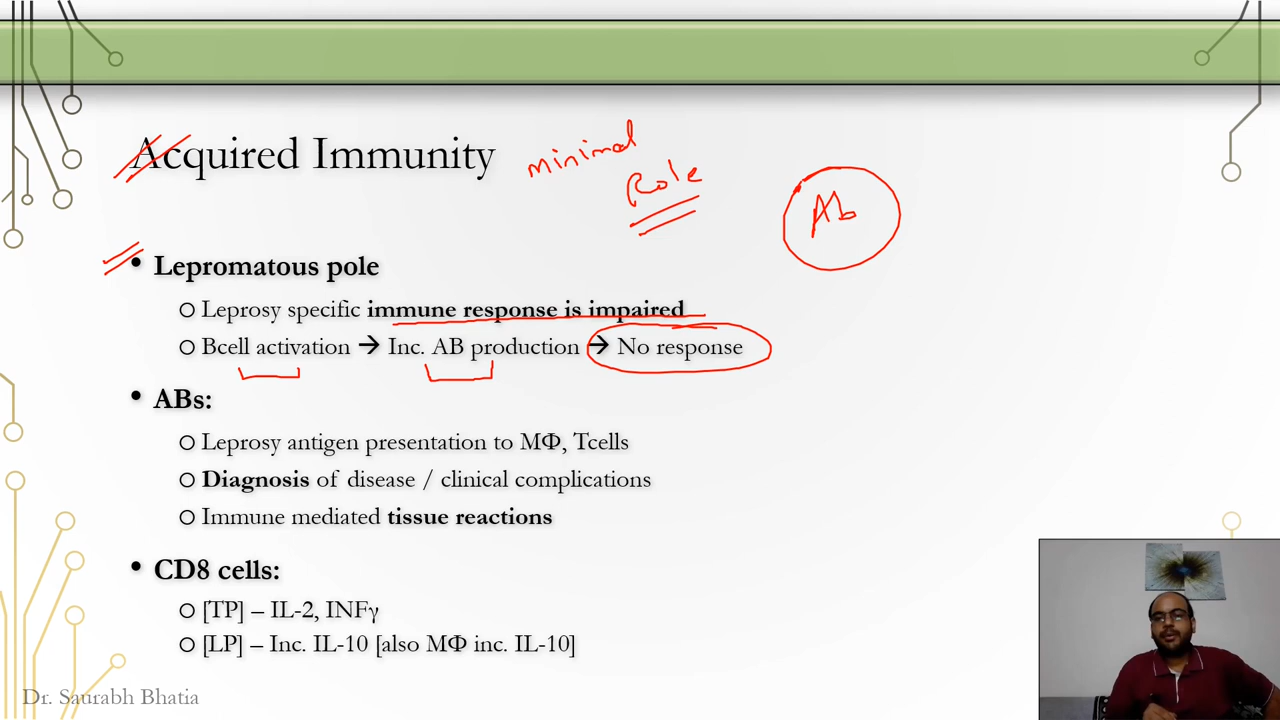 Acquired Immunity
minimal
Role
Ab
• Lepromatous pole
Leprosy specific immune response is impaired
Bcell activation → Inc. AB production → No response
• ABs:
Leprosy antigen presentation to MΦ, Tcells
Diagnosis of disease / clinical complications
Immune mediated tissue reactions
• CD8 cells:
[TP] – IL-2, INFγ
[LP] – Inc. IL-10 [also MΦ inc. IL-10]
Dr. Saurabh Bhatia